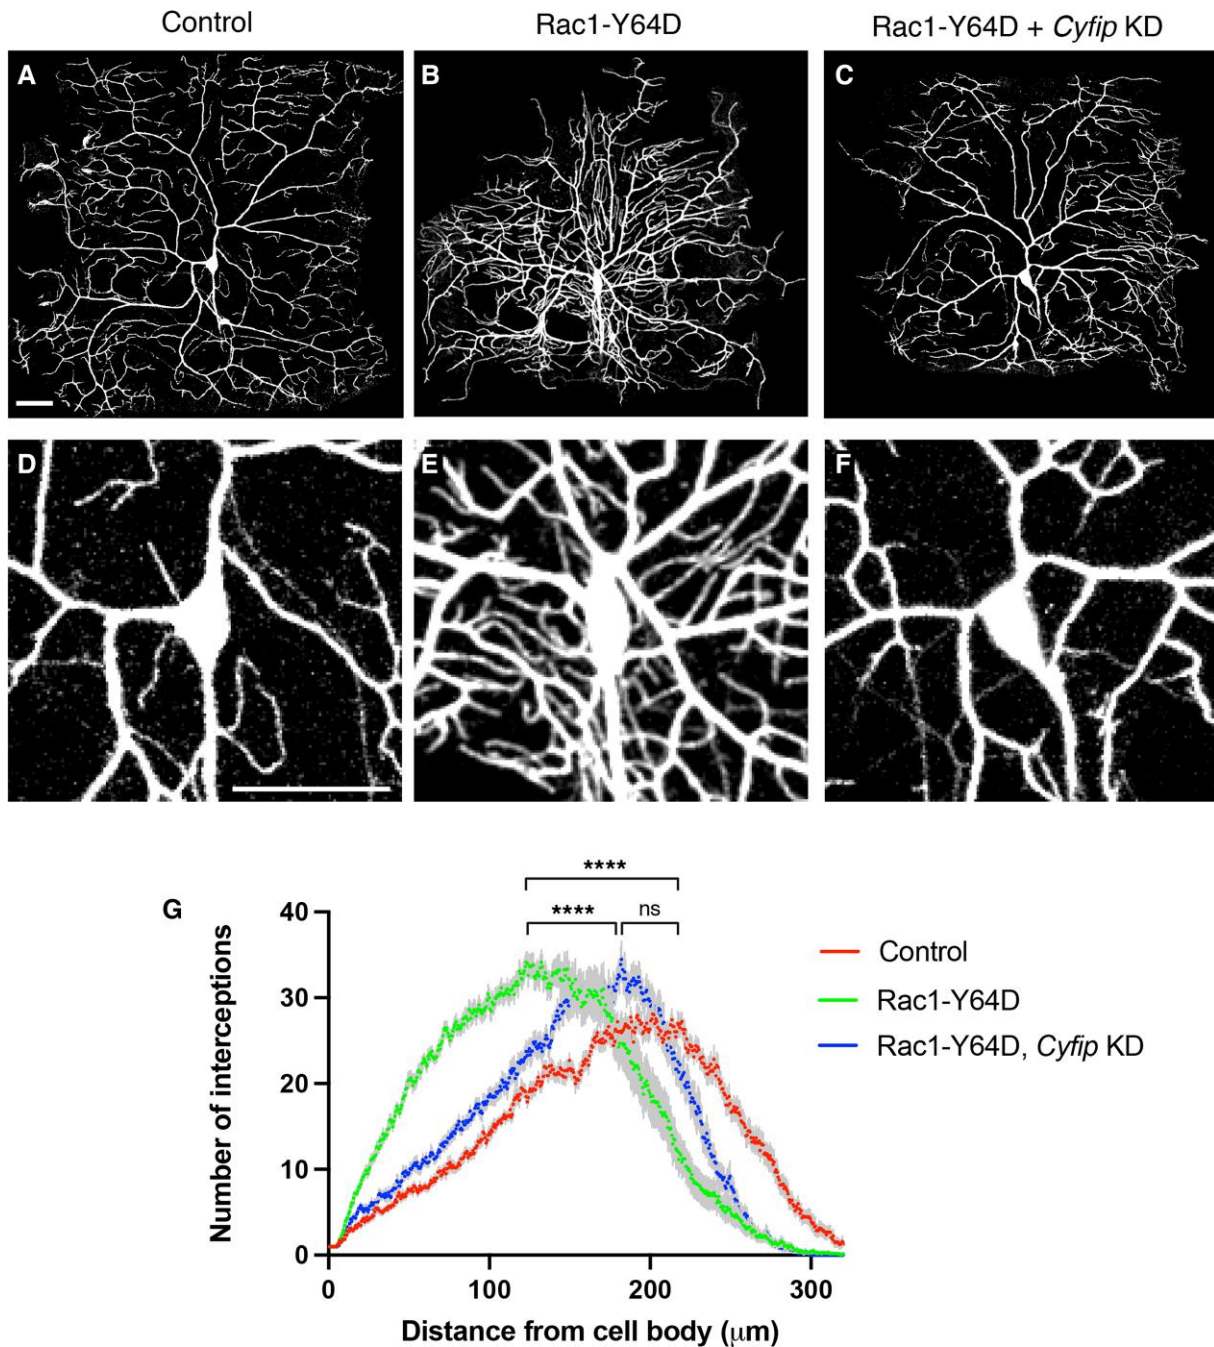 Control Rac1-Y64D Rac1-Y64D + Cyfip KD
A B C
D E F
G
****
**** ns
40
30
20
10
0
0 100 200 300
Number of interceptions
Distance from cell body (μm)
Control
Rac1-Y64D
Rac1-Y64D, Cyfip KD